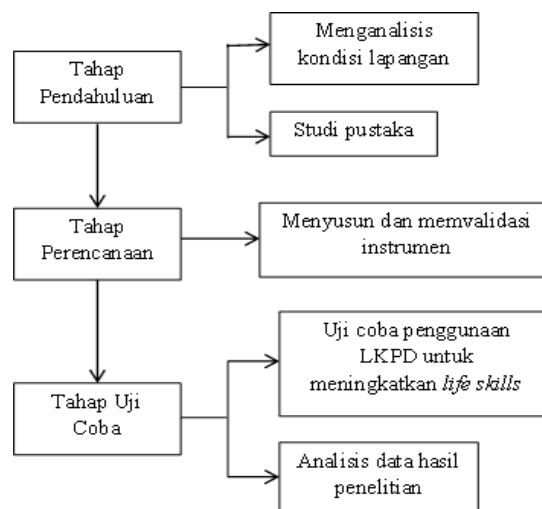 Tahap
Pendahuluan
Menganalisis
kondisi lapangan
Studi pustaka
Tahap
Perencanaan
Menyusun dan memvalidasi
instrumen
Tahap Uji
Coba
Uji coba penggunaan
LKPD untuk
meningkatkan life skills
Analisis data hasil
penelitian